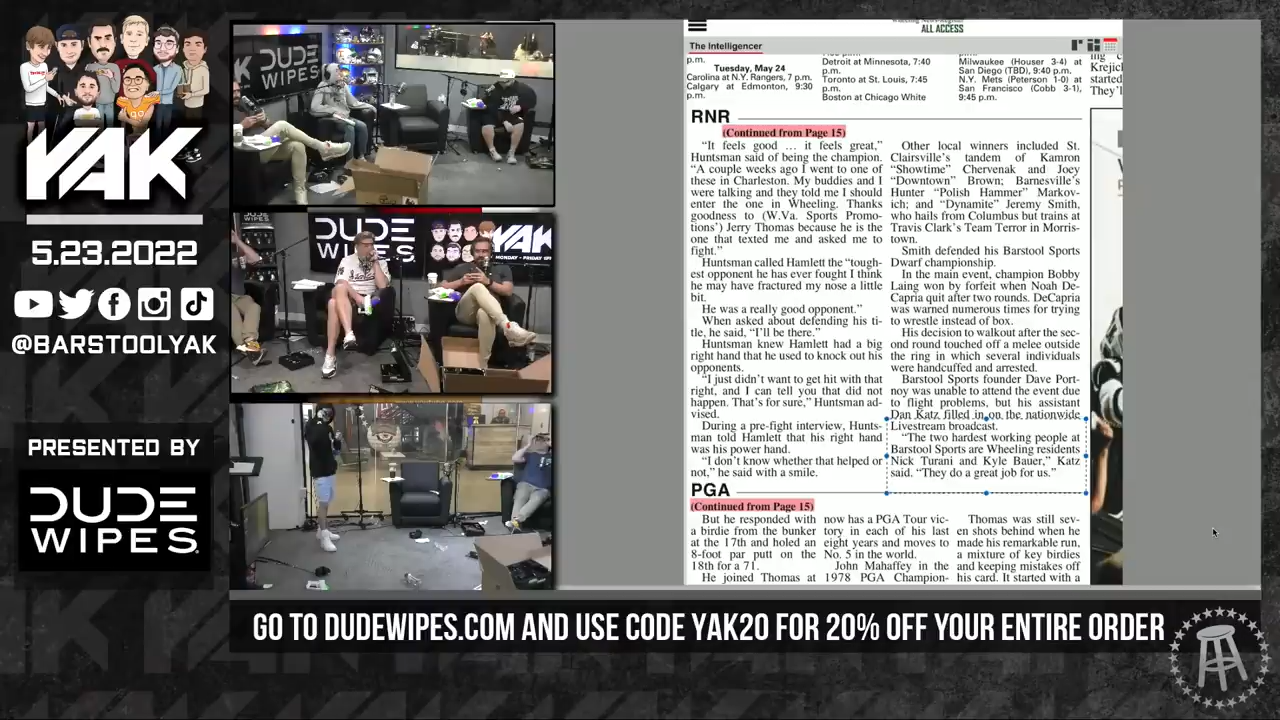 YAK
5.23.2022
@BARSTOOLYAK
PRESENTED BY
DUDE
WIPES
YAK
DUDE
WIPES
DUDE
WIPES
DUDE
WIPES
MONDAY - FRIDAY
ALL ACCESS
The Intelligencer
p.m.
Tuesday, May 24
Carolina at N.Y. Rangers, 7 p.m.
Calgary at Edmonton, 9:30
p.m.
Detroit at Minnesota, 7:40
p.m.
Toronto at St. Louis, 7:45
p.m.
Boston at Chicago White
Milwaukee (Houser 3-4) at
San Diego (TBD), 9:40 p.m.
N.Y. Mets (Peterson 1-0) at
San Francisco (Cobb 3-1),
9:45 p.m.
ing
Krejic
started
They'l
RNR
(Continued from Page 15)
“It feels good … it feels great,”
Huntsman said of being the champion.
“A couple weeks ago I went to one of
these in Charleston. My buddies and I
were talking and they told me I should
enter the one in Wheeling. Thanks
goodness to (W.Va. Sports Promo-
tions’) Jerry Thomas because he is the
one that texted me and asked me to
fight.”
Huntsman called Hamlett the “tough-
est opponent he has ever fought I think
he may have fractured my nose a little
bit.
He was a really good opponent.”
When asked about defending his ti-
tle, he said, “I’ll be there.”
Huntsman knew Hamlett had a big
right hand that he used to knock out his
opponents.
“I just didn’t want to get hit with that
right, and I can tell you that did not
happen. That’s for sure,” Huntsman ad-
vised.
During a pre-fight interview, Hunts-
man told Hamlett that his right hand
was his power hand.
“I don’t know whether that helped or
not,” he said with a smile.
Other local winners included St.
Clairsville’s tandem of Kamron
“Showtime” Chervenak and Joey
“Downtown” Brown; Barnesville’s
Hunter “Polish Hammer” Markov-
ich; and “Dynamite” Jeremy Smith,
who hails from Columbus but trains at
Travis Clark’s Team Terror in Morris-
town.
Smith defended his Barstool Sports
Dwarf championship.
In the main event, champion Bobby
Laing won by forfeit when Noah De-
Capria quit after two rounds. DeCapria
was warned numerous times for trying
to wrestle instead of box.
His decision to walkout after the sec-
ond round touched off a melee outside
the ring in which several individuals
were handcuffed and arrested.
Barstool Sports founder Dave Port-
noy was unable to attend the event due
to flight problems, but his assistant
Dan Katz filled in on the nationwide
Livestream broadcast.
“The two hardest working people at
Barstool Sports are Wheeling residents
Nick Turani and Kyle Bauer,” Katz
said. “They do a great job for us.”
PGA
(Continued from Page 15)
But he responded with
a birdie from the bunker
at the 17th and holed an
8-foot par putt on the
18th for a 71.
He joined Thomas at
now has a PGA Tour vic-
tory in each of his last
eight years and moves to
No. 5 in the world.
John Mahaffey in the
1978 PGA Champion-
Thomas was still sev-
en shots behind when he
made his remarkable run,
a mixture of key birdies
and keeping mistakes off
his card. It started with a
GO TO DUDEWIPES.COM AND USE CODE YAK20 FOR 20% OFF YOUR ENTIRE ORDER